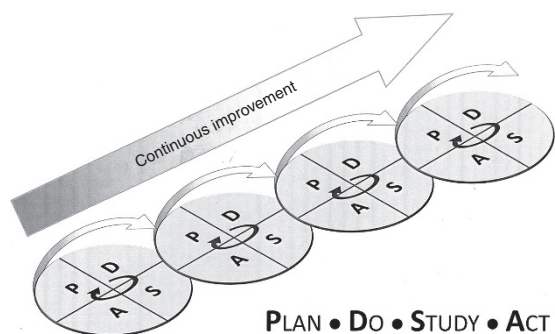 Continuous improvement
P D S A
P D S A
P D S A
P D S A
PLAN • DO • STUDY • ACT